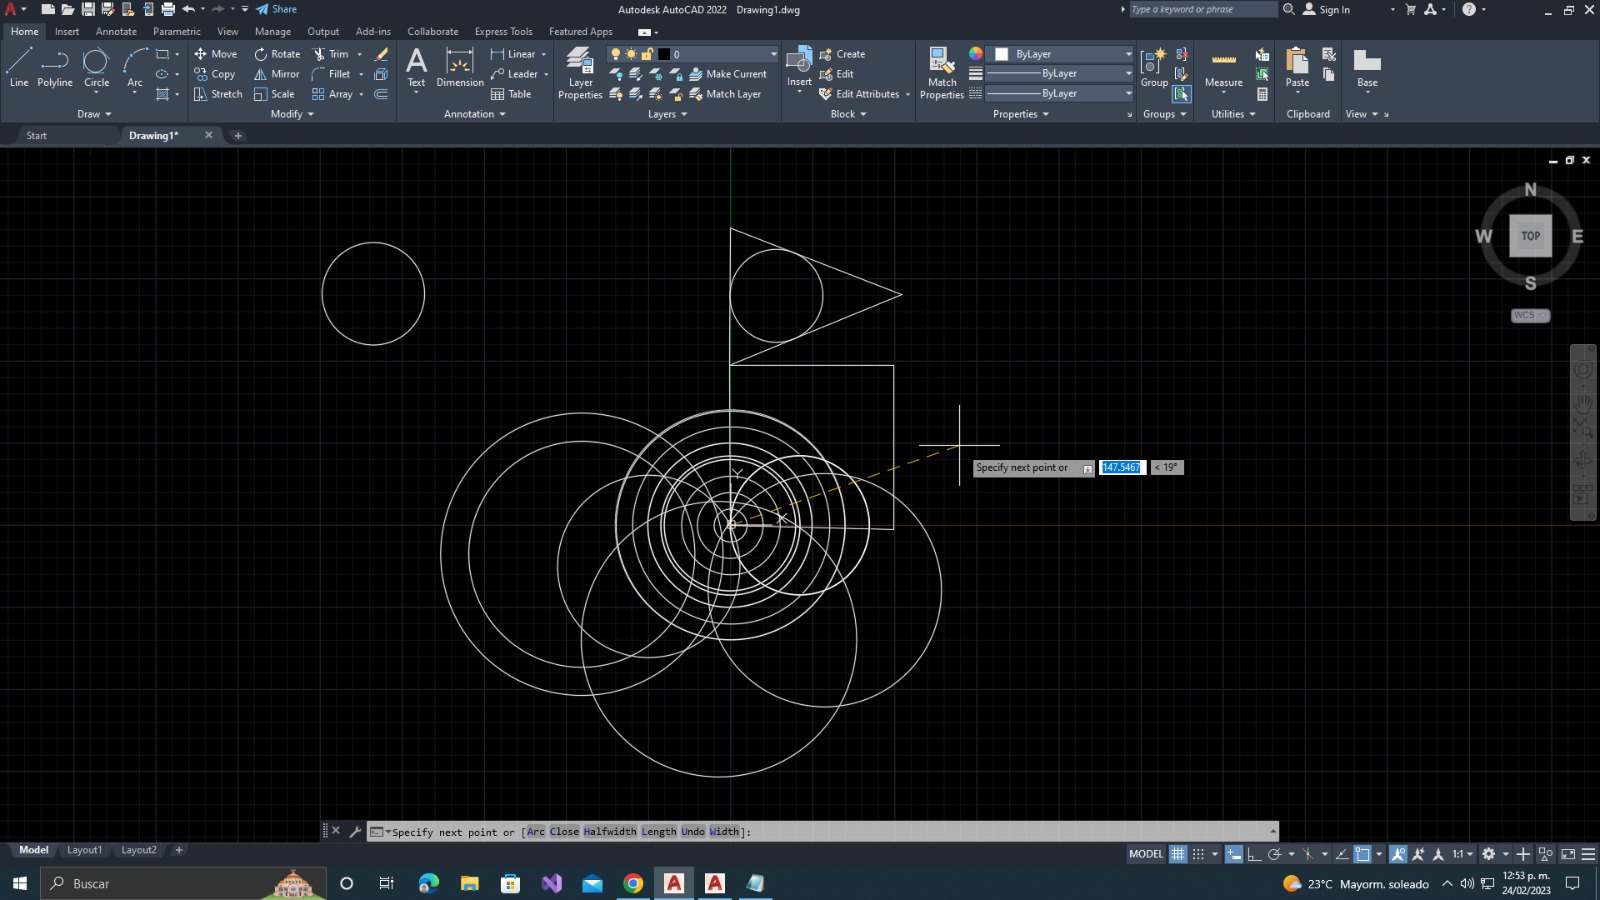 Share
Autodesk AutoCAD 2022 Drawing1.dwg
Type a keyword or phrase
Sign In
Home Insert Annotate Parametric View Manage Output Add-ins Collaborate Express Tools Featured Apps
Line Polyline Circle Arc
Move Rotate Trim
Copy Mirror Fillet
Stretch Scale Array
Text Dimension
Linear
Leader
Table
Layer Properties
0
Make Current
Match Layer
Insert
Create
Edit
Edit Attributes
Match Properties
ByLayer
ByLayer
ByLayer
Group
Measure
Paste
Base
Draw Modify Annotation Layers Block Properties Groups Utilities Clipboard View
Start Drawing1*
N
W TOP E
S
WCS
Y
X
Specify next point or 147.5467 < 19°
Specify next point or [Arc Close Halfwidth Length Undo Width]:
Model Layout1 Layout2
MODEL 1:1
Buscar
23°C Mayorm. soleado
12:53 p. m.
24/02/2023